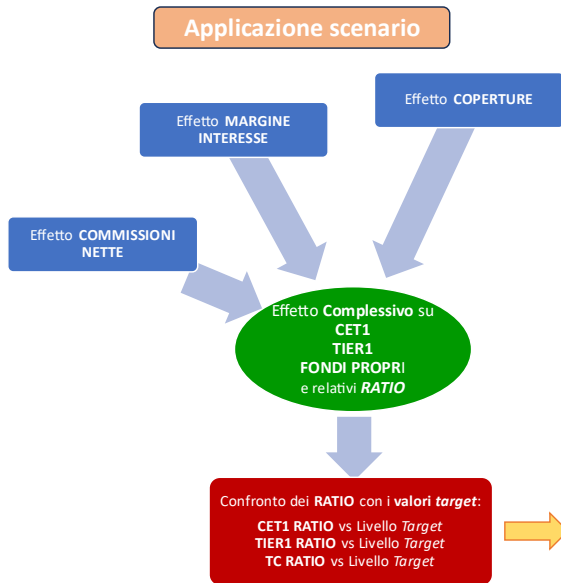 Applicazione scenario
Effetto COPERTURE
Effetto MARGINE
INTERESSE
Effetto COMMISSIONI
NETTE
Effetto Complessivo su
CET1
TIER1
FONDI PROPRI
e relativi RATIO
Confronto dei RATIO con i valori target:
CET1 RATIO vs Livello Target
TIER1 RATIO vs Livello Target
TC RATIO vs Livello Target